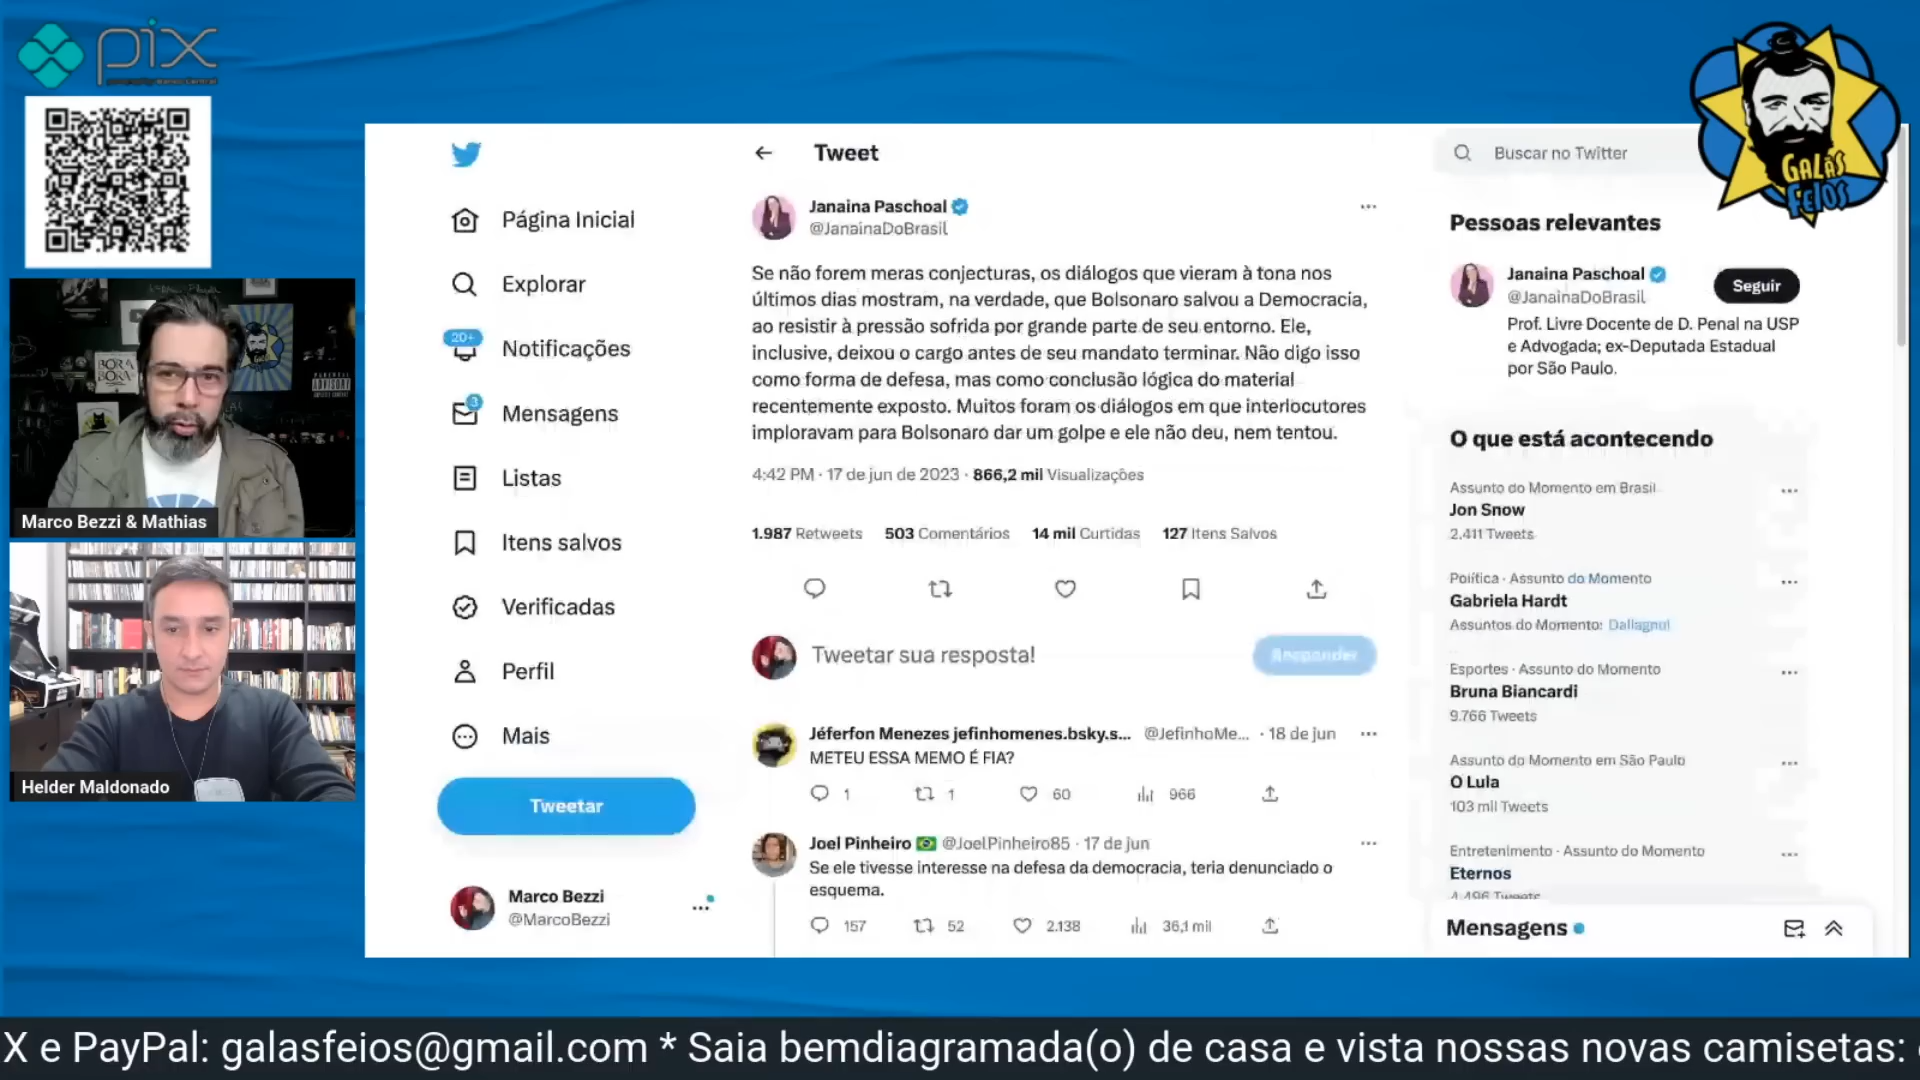 pix
powered by Banco Central
GALÃS
FEIOS
BORA
BORA!
PARENTAL
ADVISORY
Marco Bezzi & Mathias
Helder Maldonado
Página Inicial
Explorar
20+
Notificações
3
Mensagens
Listas
Itens salvos
Verificadas
Perfil
Mais
Tweetar
Marco Bezzi
@MarcoBezzi
Tweet
Janaina Paschoal
@JanainaDoBrasil
Se não forem meras conjecturas, os diálogos que vieram à tona nos
últimos dias mostram, na verdade, que Bolsonaro salvou a Democracia,
ao resistir à pressão sofrida por grande parte de seu entorno. Ele,
inclusive, deixou o cargo antes de seu mandato terminar. Não digo isso
como forma de defesa, mas como conclusão lógica do material
recentemente exposto. Muitos foram os diálogos em que interlocutores
imploravam para Bolsonaro dar um golpe e ele não deu, nem tentou.
4:42 PM · 17 de jun de 2023 · 866,2 mil Visualizações
1.987 Retweets 503 Comentários 14 mil Curtidas 127 Itens Salvos
Tweetar sua resposta!
Responder
Jéferfon Menezes jefinhomenes.bsky.s... @JefinhoMe... · 18 de jun
METEU ESSA MEMO É FIA?
1 1 60 966
Joel Pinheiro @JoelPinheiro85 · 17 de jun
Se ele tivesse interesse na defesa da democracia, teria denunciado o
esquema.
157 52 2.138 36,1 mil
Buscar no Twitter
Pessoas relevantes
Janaina Paschoal
@JanainaDoBrasil
Seguir
Prof. Livre Docente de D. Penal na USP
e Advogada; ex-Deputada Estadual
por São Paulo.
O que está acontecendo
Assunto do Momento em Brasil
Jon Snow
2.411 Tweets
Política · Assunto do Momento
Gabriela Hardt
Assuntos do Momento: Dallagnol
Esportes · Assunto do Momento
Bruna Biancardi
9.766 Tweets
Assunto do Momento em São Paulo
O Lula
103 mil Tweets
Entretenimento · Assunto do Momento
Eternos
4.496 Tweets
Mensagens
X e PayPal: galasfeios@gmail.com * Saia bemdiagramada(o) de casa e vista nossas novas camisetas: